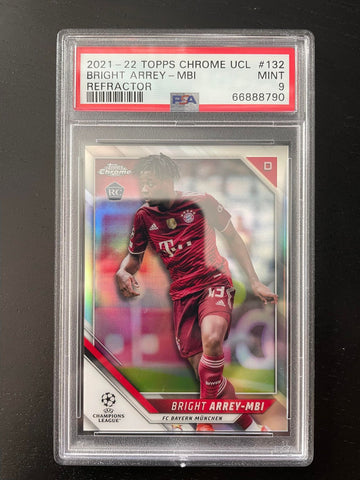 2021-22 TOPPS CHROME UCL #132
BRIGHT ARREY-MBI MINT
REFRACTOR 9
PSA 66888790
Topps
Chrome
D
RC
T
BRIGHT ARREY-MBI
FC BAYERN MÜNCHEN
UEFA
CHAMPIONS
LEAGUE